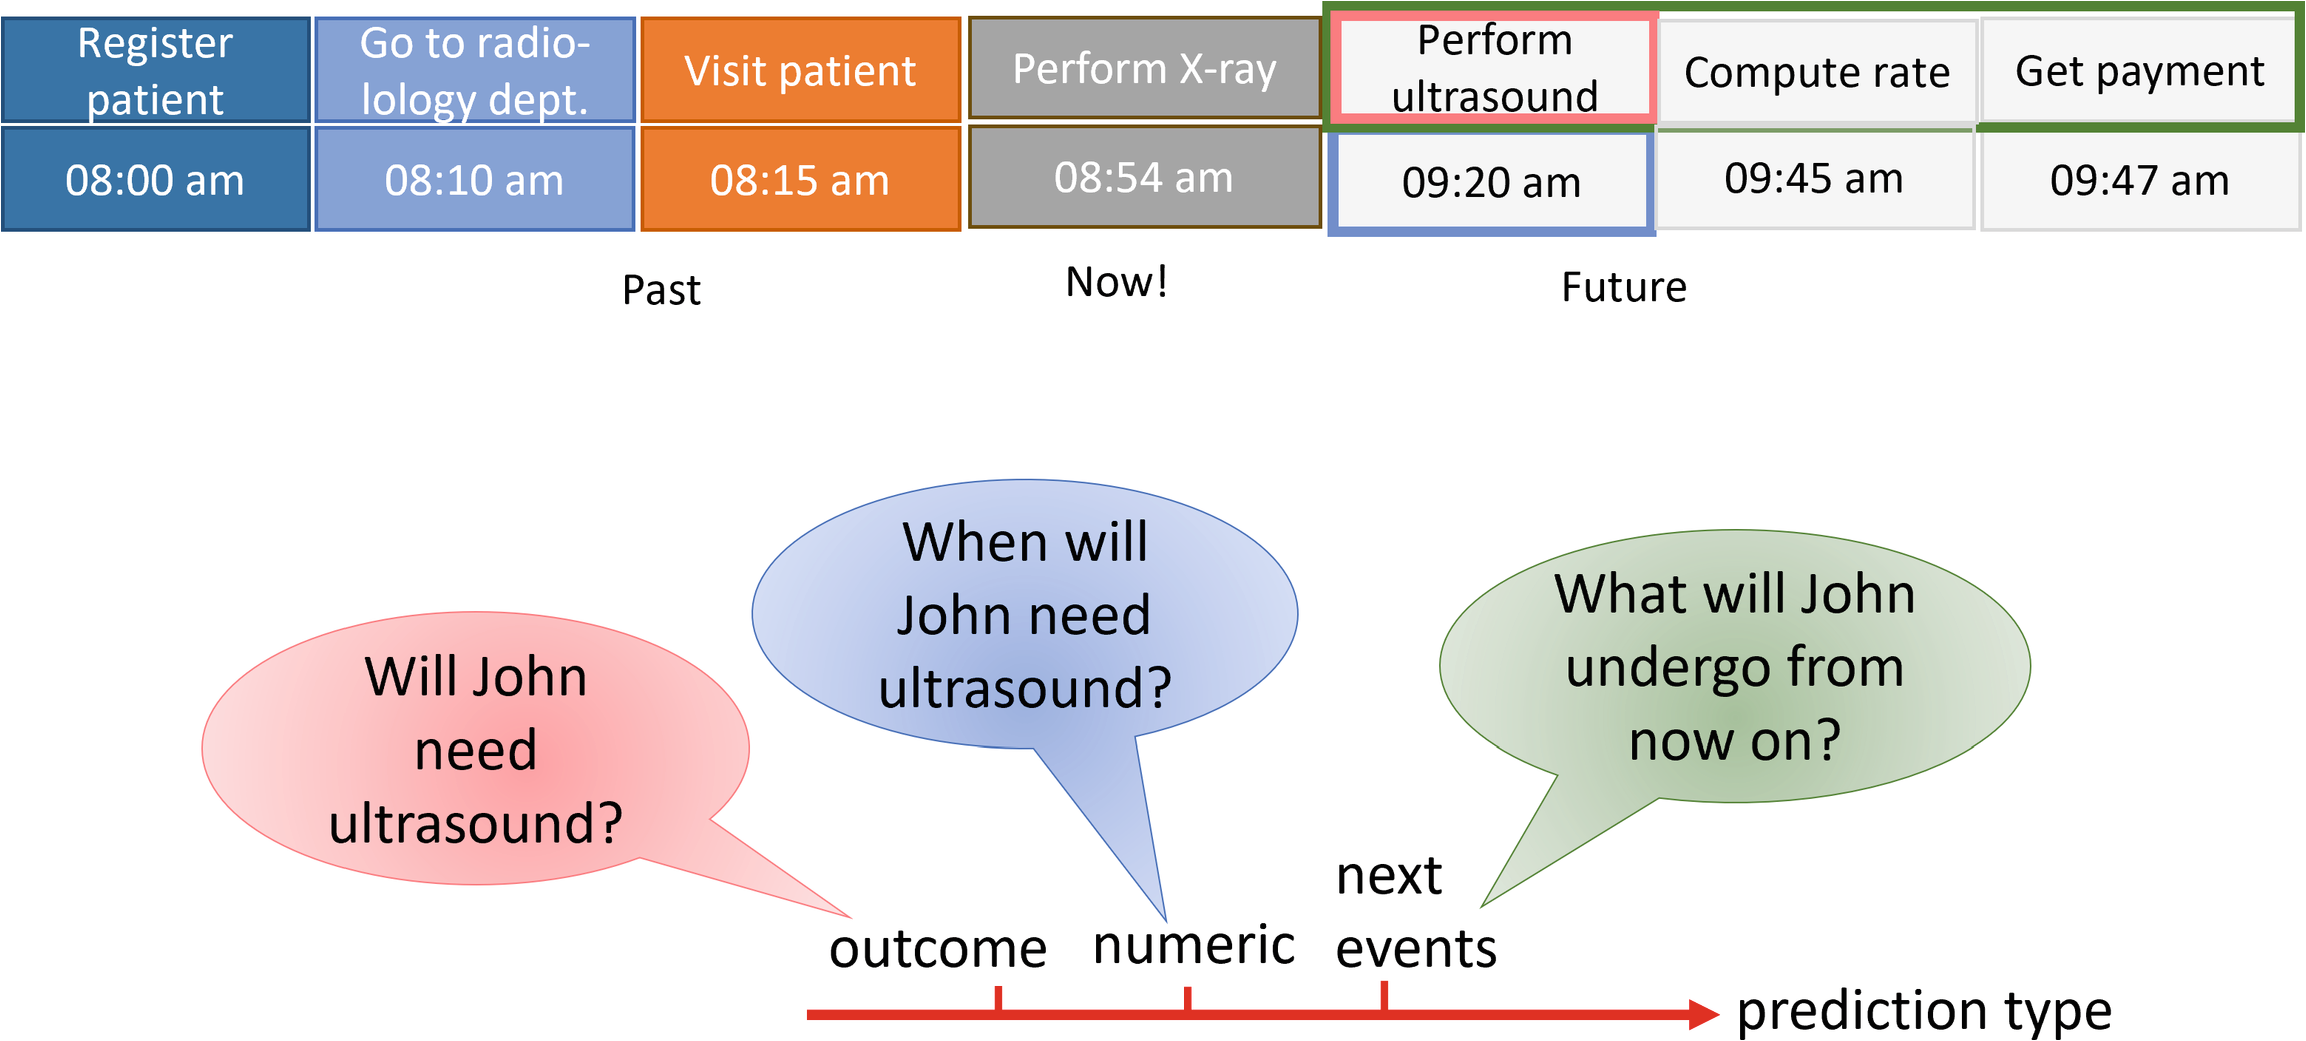 Register
patient
Go to radio-
lology dept.
Visit patient
Perform X-ray
Perform
ultrasound
Compute rate
Get payment
08:00 am
08:10 am
08:15 am
08:54 am
09:20 am
09:45 am
09:47 am
Past
Now!
Future
Will John
need
ultrasound?
When will
John need
ultrasound?
What will John
undergo from
now on?
outcome
numeric
next
events
prediction type